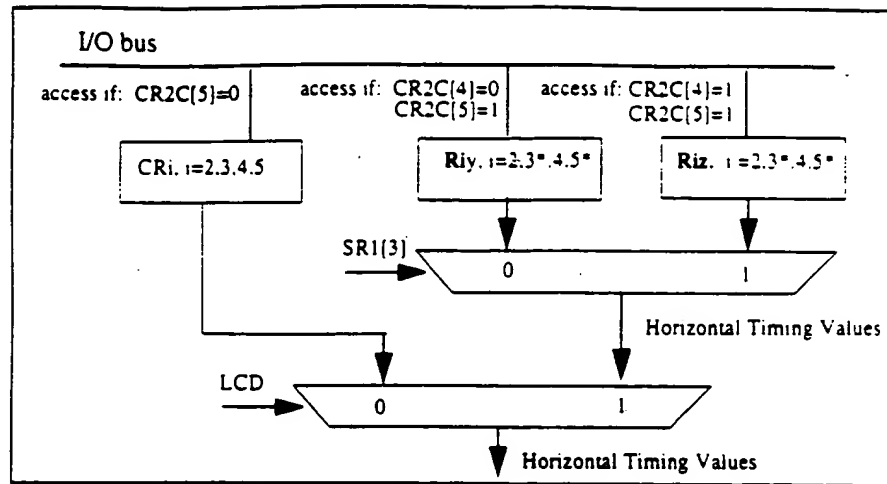 I/O bus
access if: CR2C[5]=0
access if: CR2C[4]=0
CR2C[5]=1
access if: CR2C[4]=1
CR2C[5]=1
CRi, i=2,3,4,5
Riy, i=2,3*,4,5*
Riz, i=2,3*,4,5*
SR1[3]
0
1
Horizontal Timing Values
LCD
0
1
Horizontal Timing Values